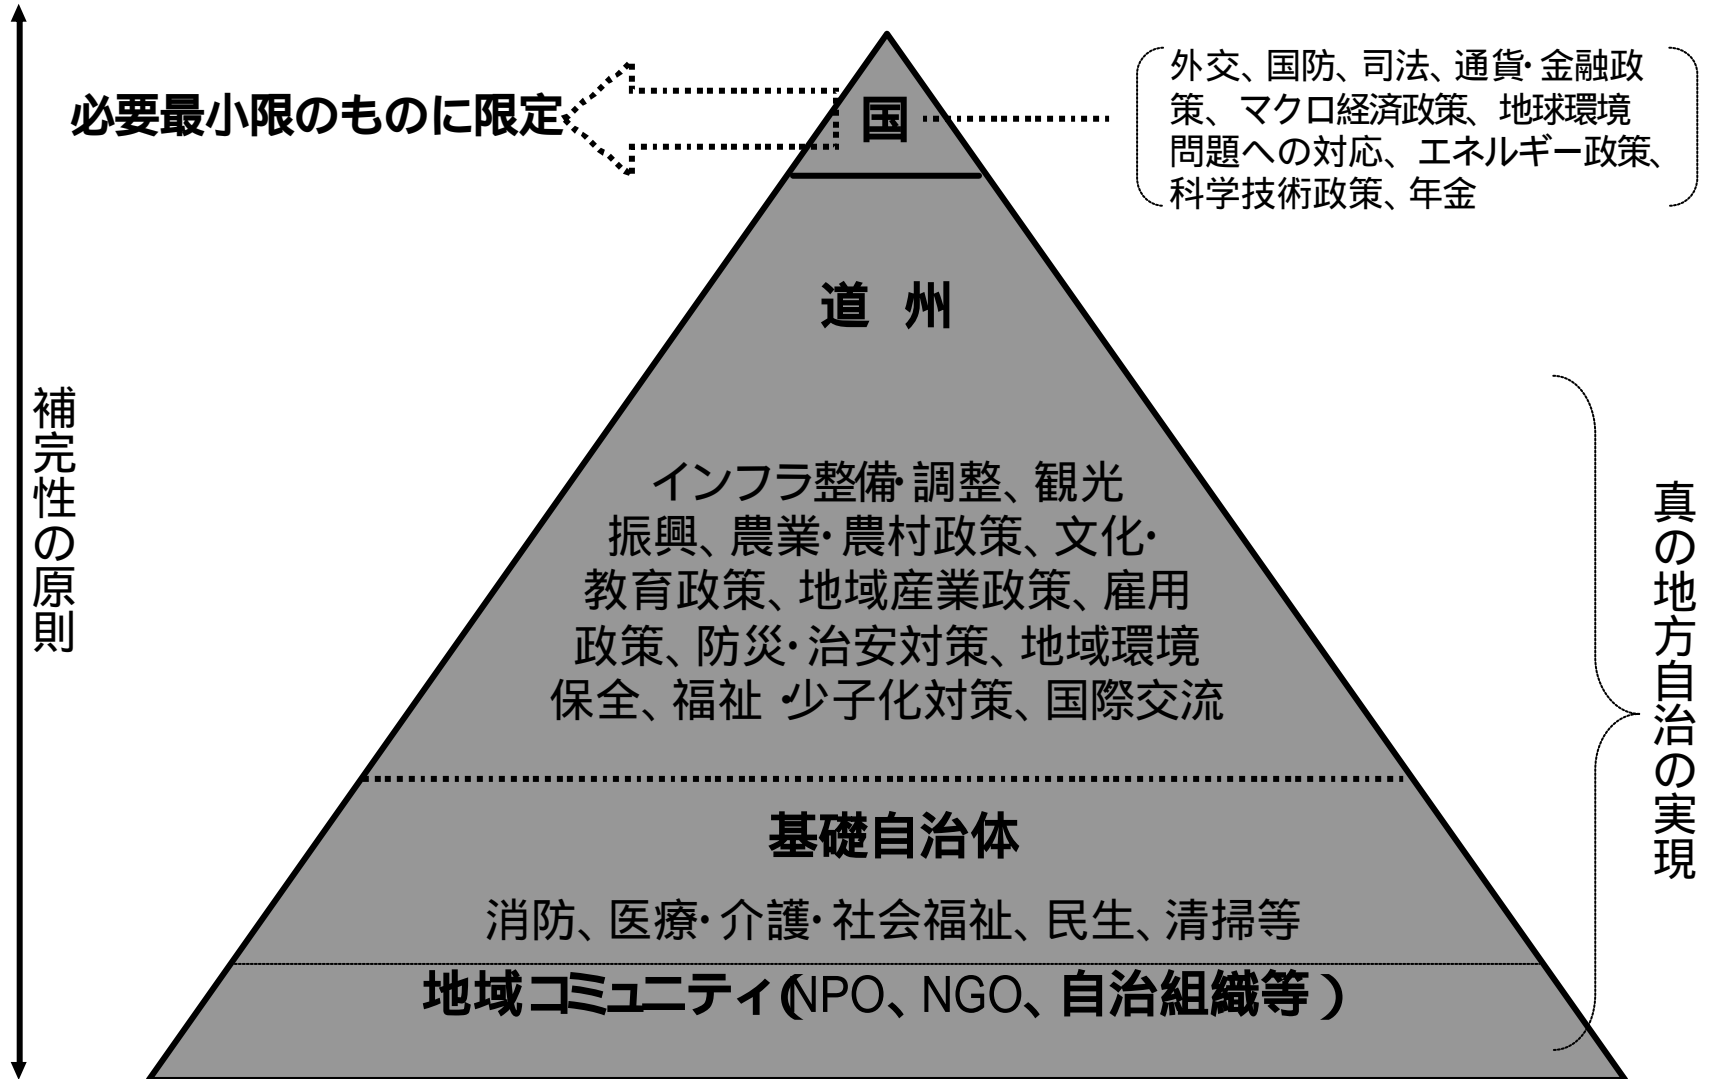 必要最小限のものに限定
国
外交、国防、司法、通貨・金融政
策、マクロ経済政策、地球環境
問題への対応、エネルギー政策、
科学技術政策、年金
道 州
補完性の原則
インフラ整備・調整、観光
振興、農業・農村政策、文化・
教育政策、地域産業政策、雇用
政策、防災・治安対策、地域環境
保全、福祉・少子化対策、国際交流
真の地方自治の実現
基礎自治体
消防、医療・介護・社会福祉、民生、清掃等
地域コミュニティ(NPO、NGO、自治組織等)